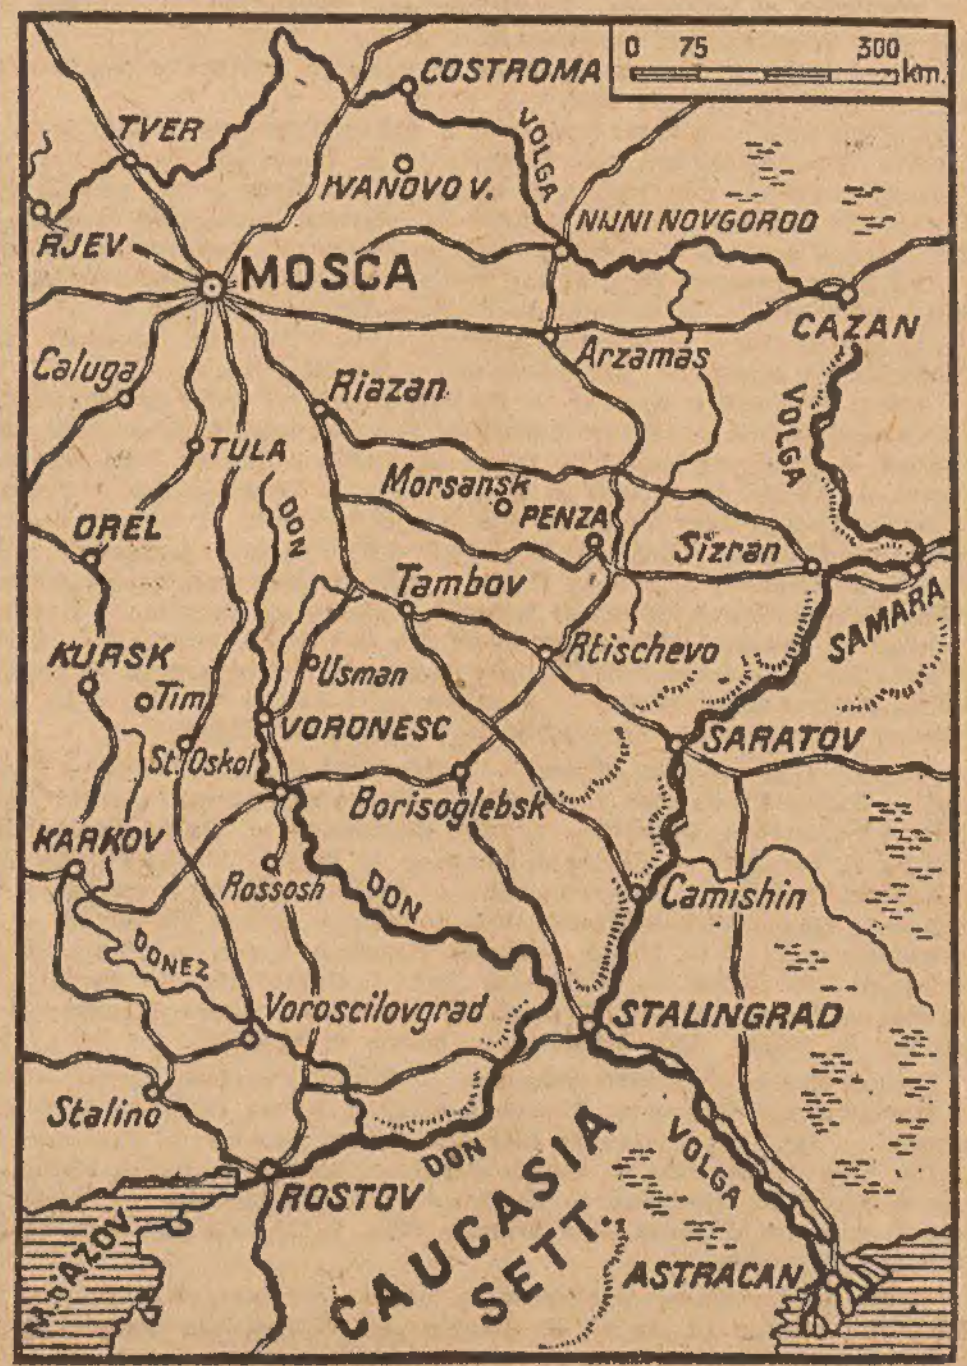 0 75 300
km.
COSTROMA
TVER
VOLGA
IVANOVO V.
NIJNI NOVGOROD
RJEV
MOSCA
CAZAN
Arzamas
Caluga
Riazan
VOLGA
TULA
Morsansk
PENZA
DON
OREL
Sizran
Tambov
SAMARA
KURSK
Rtischevo
Usman
Tim
VORONESC
SARATOV
St. Oskol
Borisoglebsk
KARKOV
Rossosh
DON
Camishin
DONEZ
Voroscilovgrad
STALINGRAD
Stalino
VOLGA
DON
CAUCASIA
SETT.
ROSTOV
M. D'AZOV
ASTRACAN